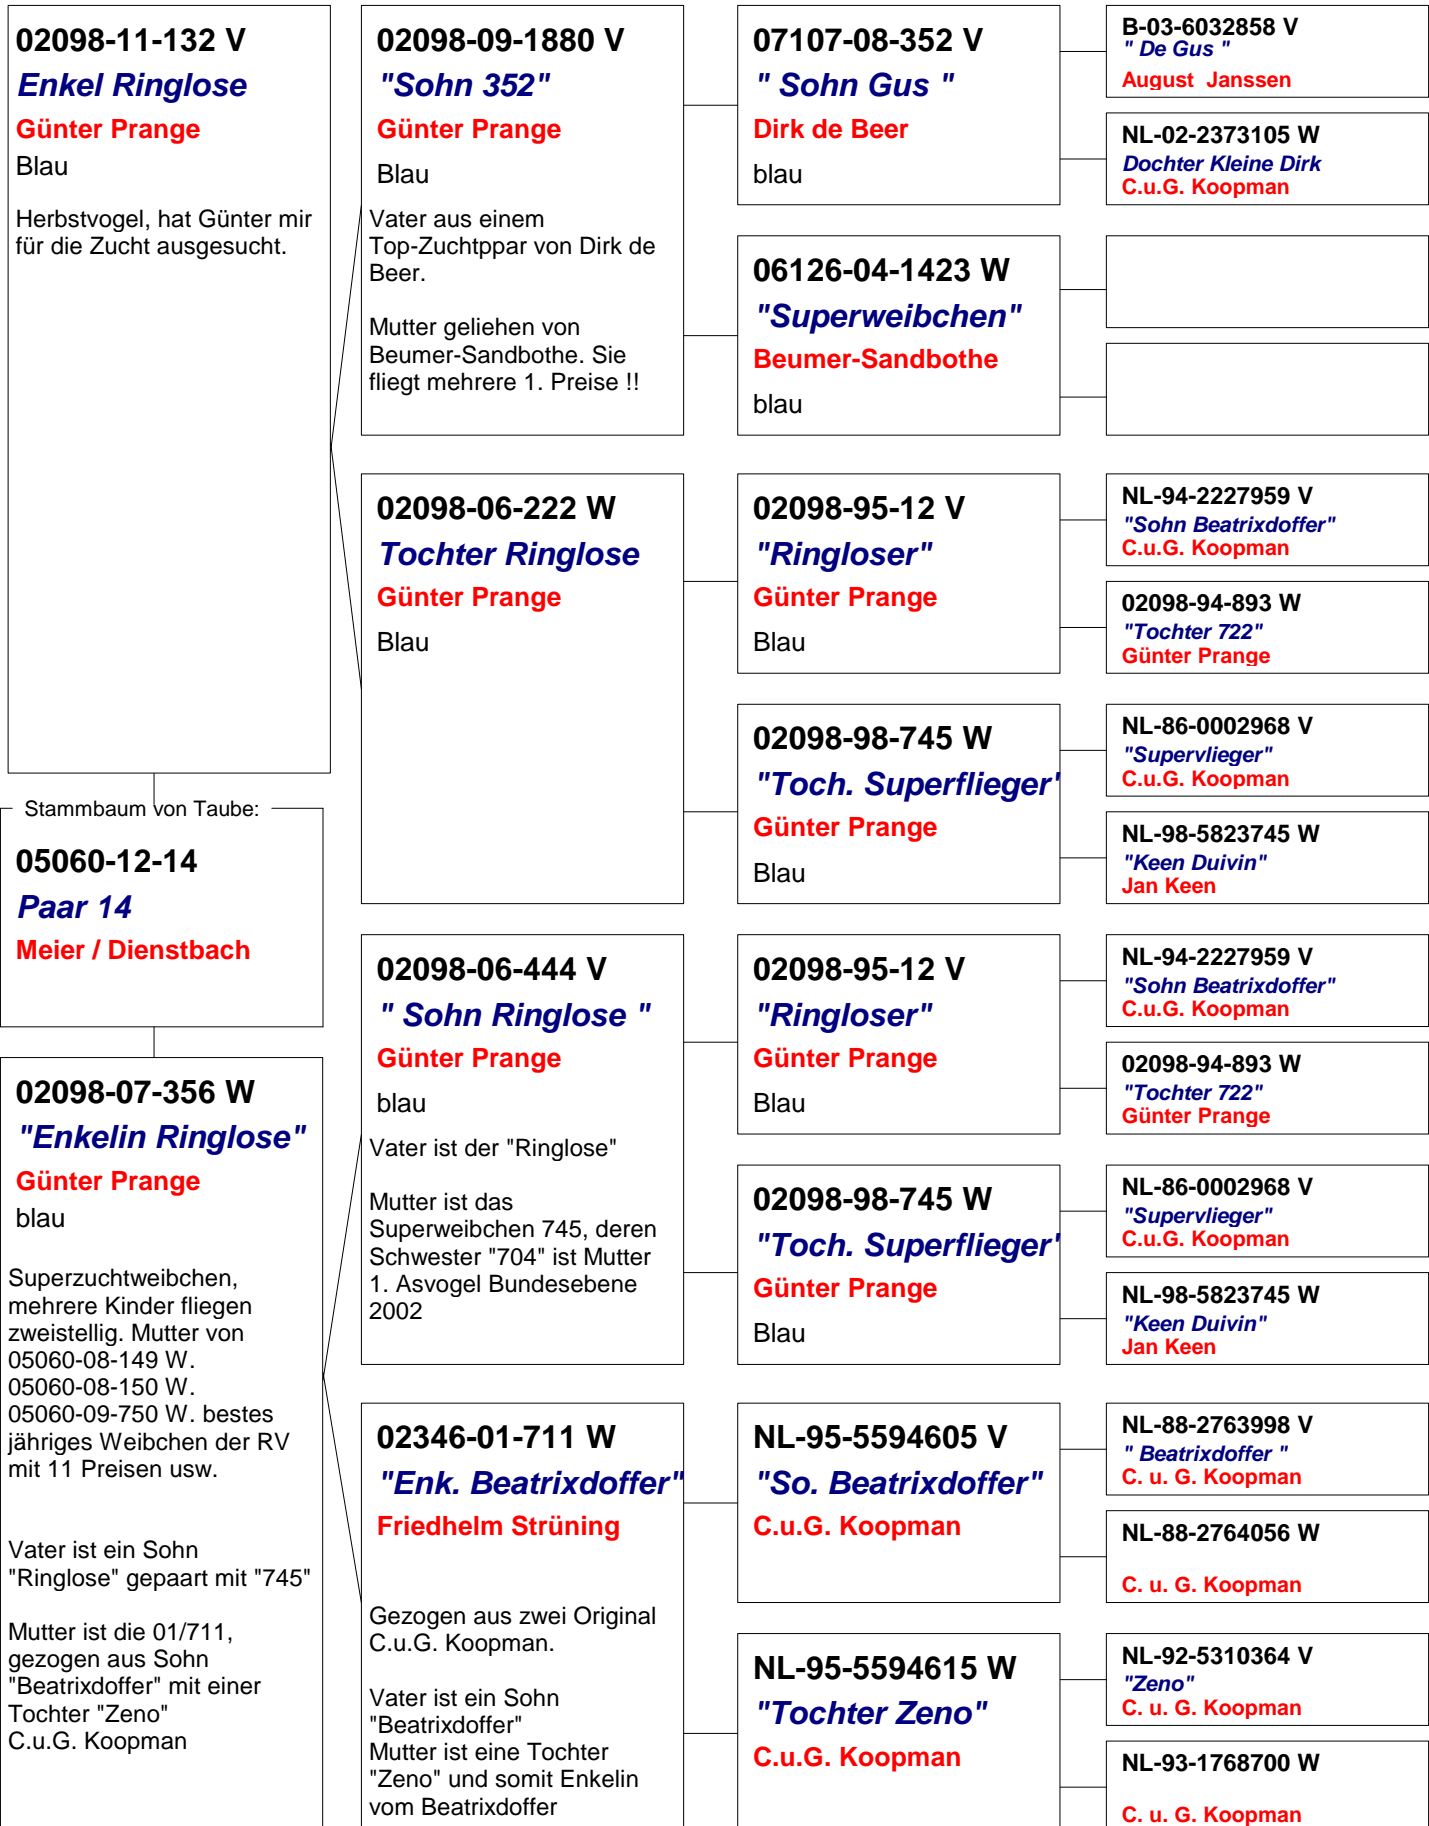 02098-11-132 V
Enkel Ringlose
Günter Prange
Blau
Herbstvogel, hat Günter mir
für die Zucht ausgesucht.
Stammbaum von Taube:
05060-12-14
Paar 14
Meier / Dienstbach
02098-07-356 W
"Enkelin Ringlose"
Günter Prange
blau
Superzuchtweibchen,
mehrere Kinder fliegen
zweistellig. Mutter von
05060-08-149 W.
05060-08-150 W.
05060-09-750 W. bestes
jähriges Weibchen der RV
mit 11 Preisen usw.
Vater ist ein Sohn
"Ringlose" gepaart mit "745"
Mutter ist die 01/711,
gezogen aus Sohn
"Beatrixdoffer" mit einer
Tochter "Zeno"
C.u.G. Koopman
02098-09-1880 V
"Sohn 352"
Günter Prange
Blau
Vater aus einem
Top-Zuchtppar von Dirk de
Beer.
Mutter geliehen von
Beumer-Sandbothe. Sie
fliegt mehrere 1. Preise !!
02098-06-222 W
Tochter Ringlose
Günter Prange
Blau
02098-06-444 V
" Sohn Ringlose "
Günter Prange
blau
Vater ist der "Ringlose"
Mutter ist das
Superweibchen 745, deren
Schwester "704" ist Mutter
1. Asvogel Bundesebene
2002
02346-01-711 W
"Enk. Beatrixdoffer"
Friedhelm Strüning
Gezogen aus zwei Original
C.u.G. Koopman.
Vater ist ein Sohn
"Beatrixdoffer"
Mutter ist eine Tochter
"Zeno" und somit Enkelin
vom Beatrixdoffer
07107-08-352 V
" Sohn Gus "
Dirk de Beer
blau
06126-04-1423 W
"Superweibchen"
Beumer-Sandbothe
blau
02098-95-12 V
"Ringloser"
Günter Prange
Blau
02098-98-745 W
"Toch. Superflieger"
Günter Prange
Blau
02098-95-12 V
"Ringloser"
Günter Prange
Blau
02098-98-745 W
"Toch. Superflieger"
Günter Prange
Blau
NL-95-5594605 V
"So. Beatrixdoffer"
C.u.G. Koopman
NL-95-5594615 W
"Tochter Zeno"
C.u.G. Koopman
B-03-6032858 V
" De Gus "
August  Janssen
NL-02-2373105 W
Dochter Kleine Dirk
C.u.G. Koopman
NL-94-2227959 V
"Sohn Beatrixdoffer"
C.u.G. Koopman
02098-94-893 W
"Tochter 722"
Günter Prange
NL-86-0002968 V
"Supervlieger"
C.u.G. Koopman
NL-98-5823745 W
"Keen Duivin"
Jan Keen
NL-94-2227959 V
"Sohn Beatrixdoffer"
C.u.G. Koopman
02098-94-893 W
"Tochter 722"
Günter Prange
NL-86-0002968 V
"Supervlieger"
C.u.G. Koopman
NL-98-5823745 W
"Keen Duivin"
Jan Keen
NL-88-2763998 V
" Beatrixdoffer "
C. u. G. Koopman
NL-88-2764056 W
C. u. G. Koopman
NL-92-5310364 V
"Zeno"
C. u. G. Koopman
NL-93-1768700 W
C. u. G. Koopman